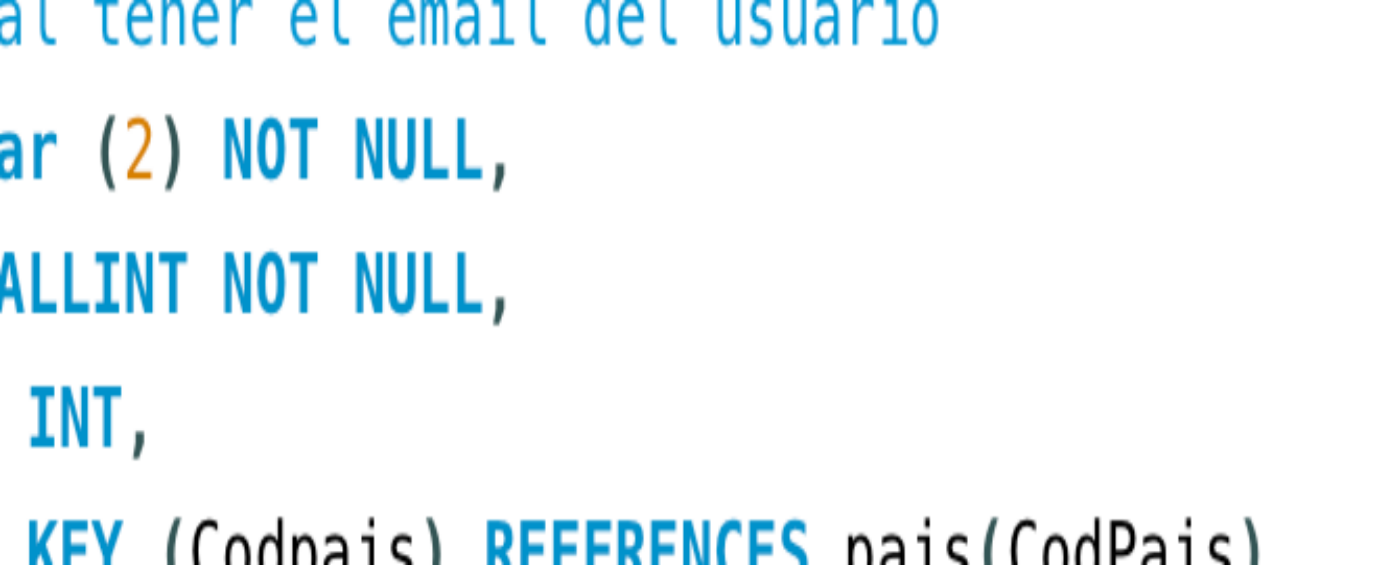 al tener el email del usuario
ar (2) NOT NULL,
ALLINT NOT NULL,
INT,
KEY (Codpais) REFERENCES pais(CodPais)